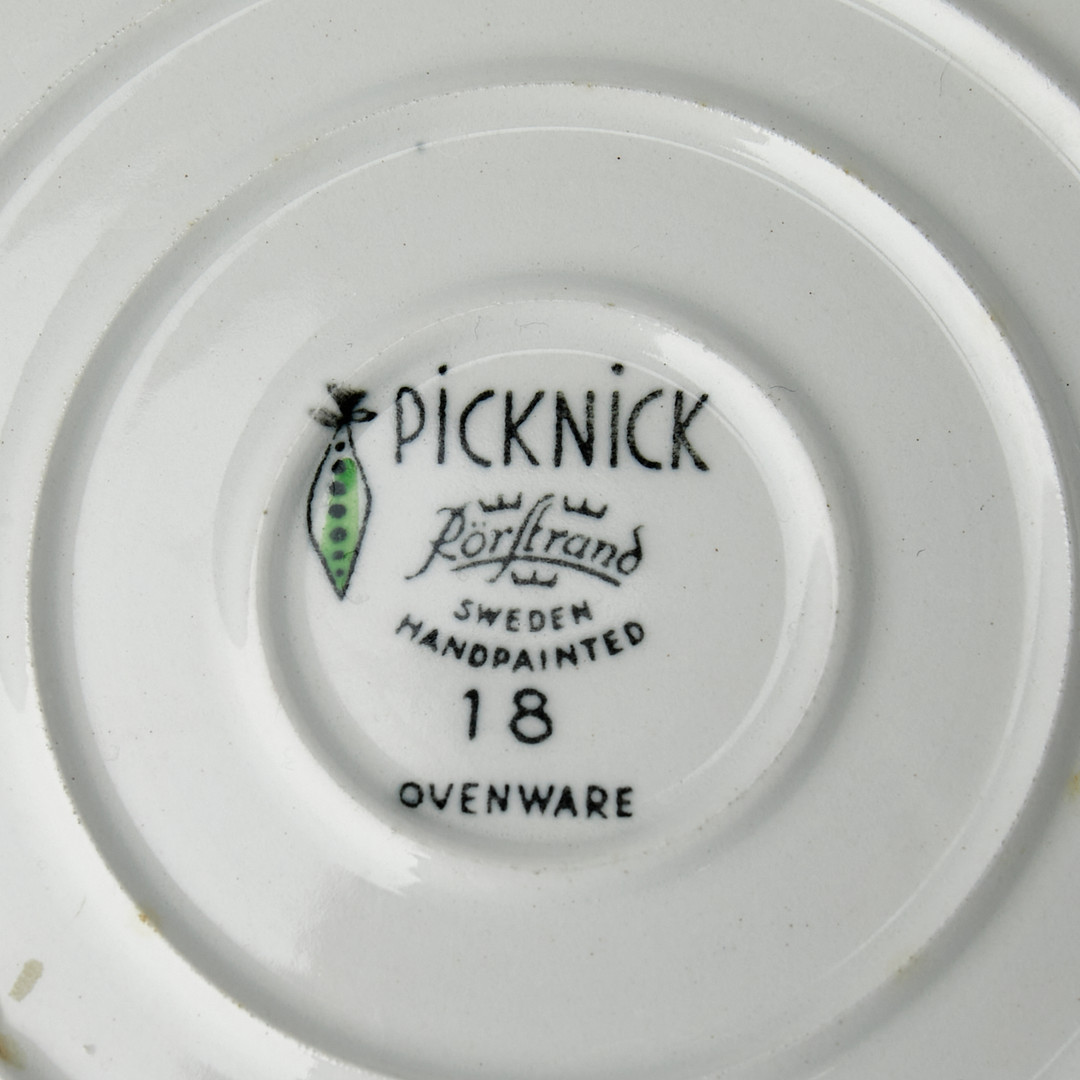 PiCKNiCK
Rörstrand
SWEDEN
HANDPAINTED
18
OVENWARE